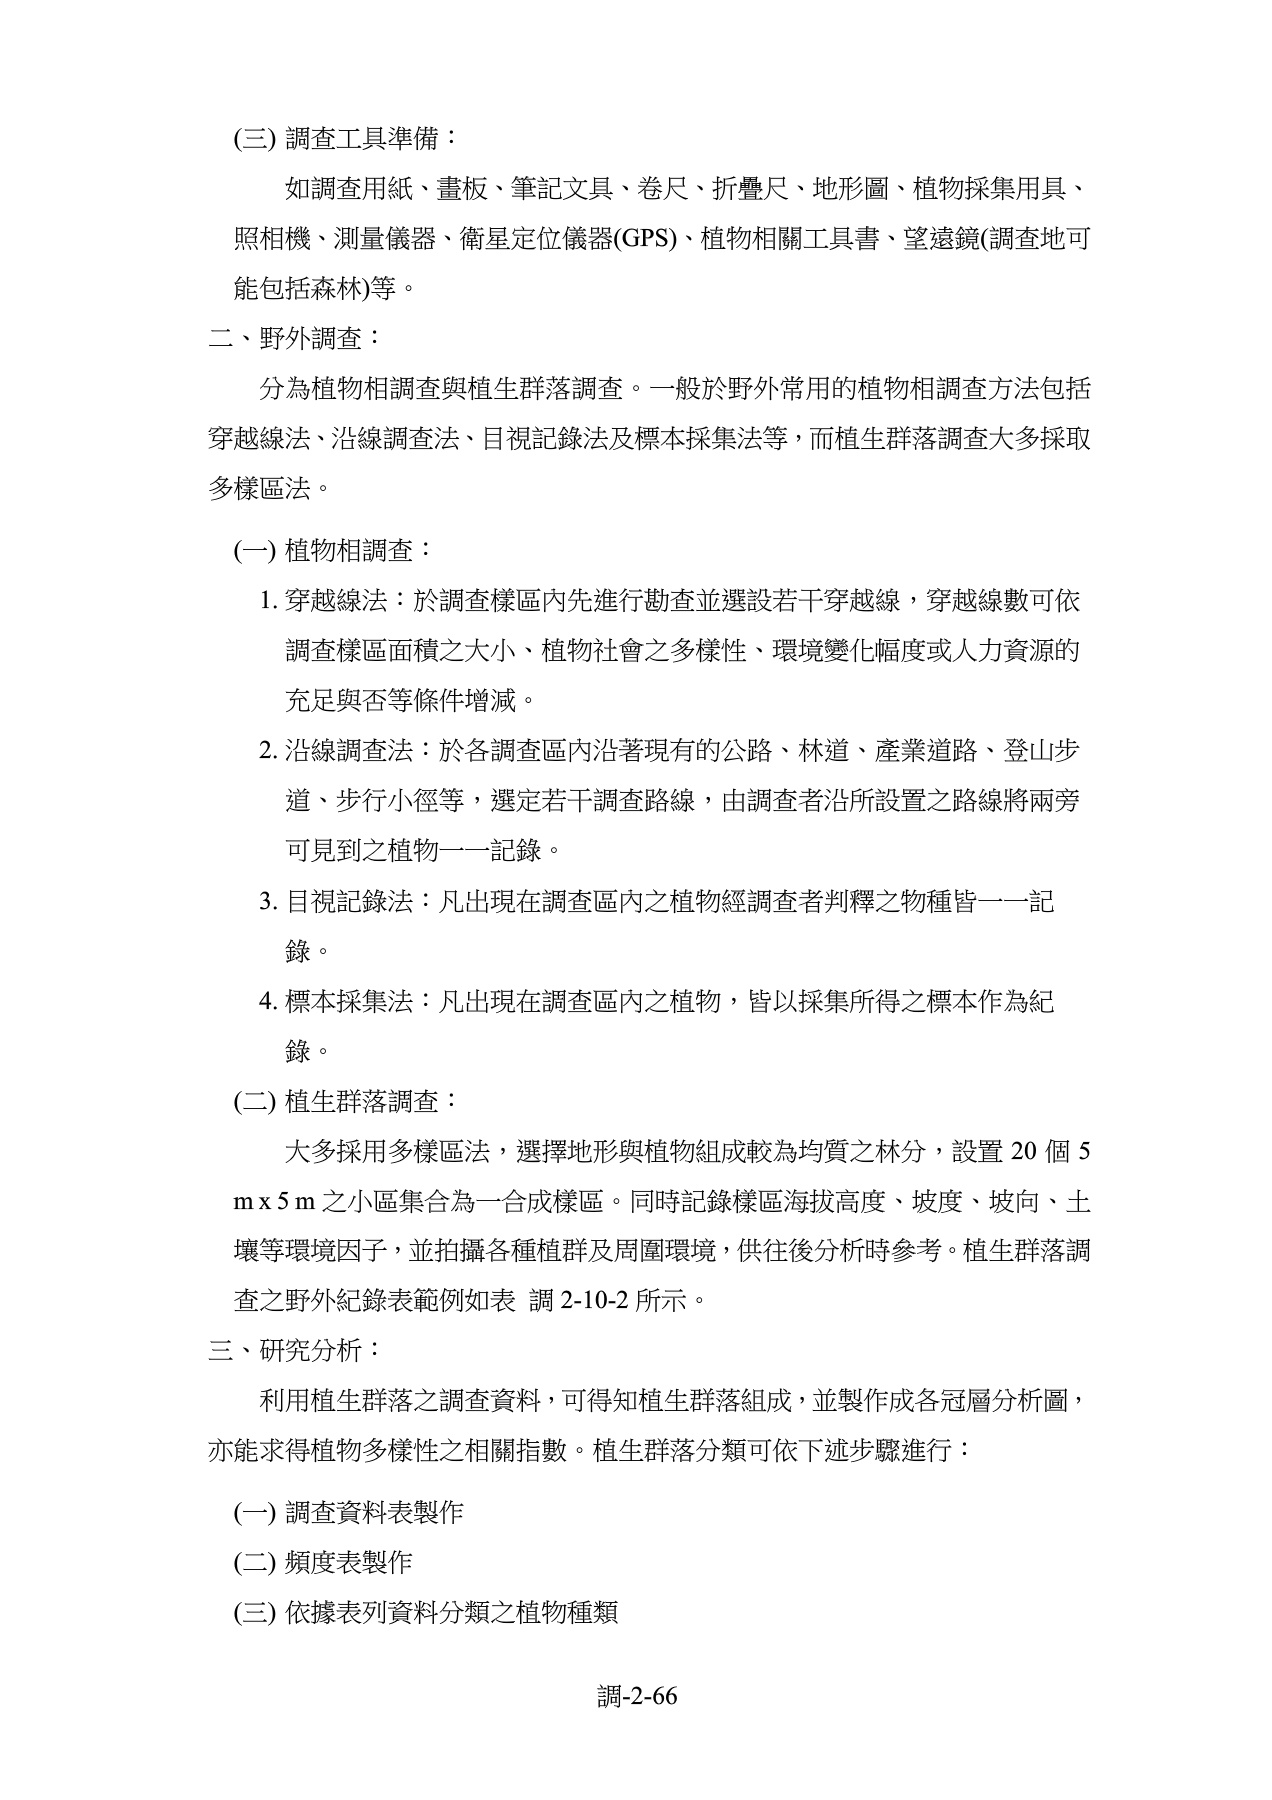 (三) 調查工具準備：
如調查用紙、畫板、筆記文具、卷尺、折疊尺、地形圖、植物採集用具、
照相機、測量儀器、衛星定位儀器(GPS)、植物相關工具書、望遠鏡(調查地可
能包括森林)等。
二、野外調查：
分為植物相調查與植生群落調查。一般於野外常用的植物相調查方法包括
穿越線法、沿線調查法、目視記錄法及標本採集法等，而植生群落調查大多採取
多樣區法。
(一) 植物相調查：
1. 穿越線法：於調查樣區內先進行勘查並選設若干穿越線，穿越線數可依
調查樣區面積之大小、植物社會之多樣性、環境變化幅度或人力資源的
充足與否等條件增減。
2. 沿線調查法：於各調查區內沿著現有的公路、林道、產業道路、登山步
道、步行小徑等，選定若干調查路線，由調查者沿所設置之路線將兩旁
可見到之植物一一記錄。
3. 目視記錄法：凡出現在調查區內之植物經調查者判釋之物種皆一一記
錄。
4. 標本採集法：凡出現在調查區內之植物，皆以採集所得之標本作為紀
錄。
(二) 植生群落調查：
大多採用多樣區法，選擇地形與植物組成較為均質之林分，設置 20 個 5
m x 5 m 之小區集合為一合成樣區。同時記錄樣區海拔高度、坡度、坡向、土
壤等環境因子，並拍攝各種植群及周圍環境，供往後分析時參考。植生群落調
查之野外紀錄表範例如表 調 2-10-2 所示。
三、研究分析：
利用植生群落之調查資料，可得知植生群落組成，並製作成各冠層分析圖，
亦能求得植物多樣性之相關指數。植生群落分類可依下述步驟進行：
(一) 調查資料表製作
(二) 頻度表製作
(三) 依據表列資料分類之植物種類
調-2-66